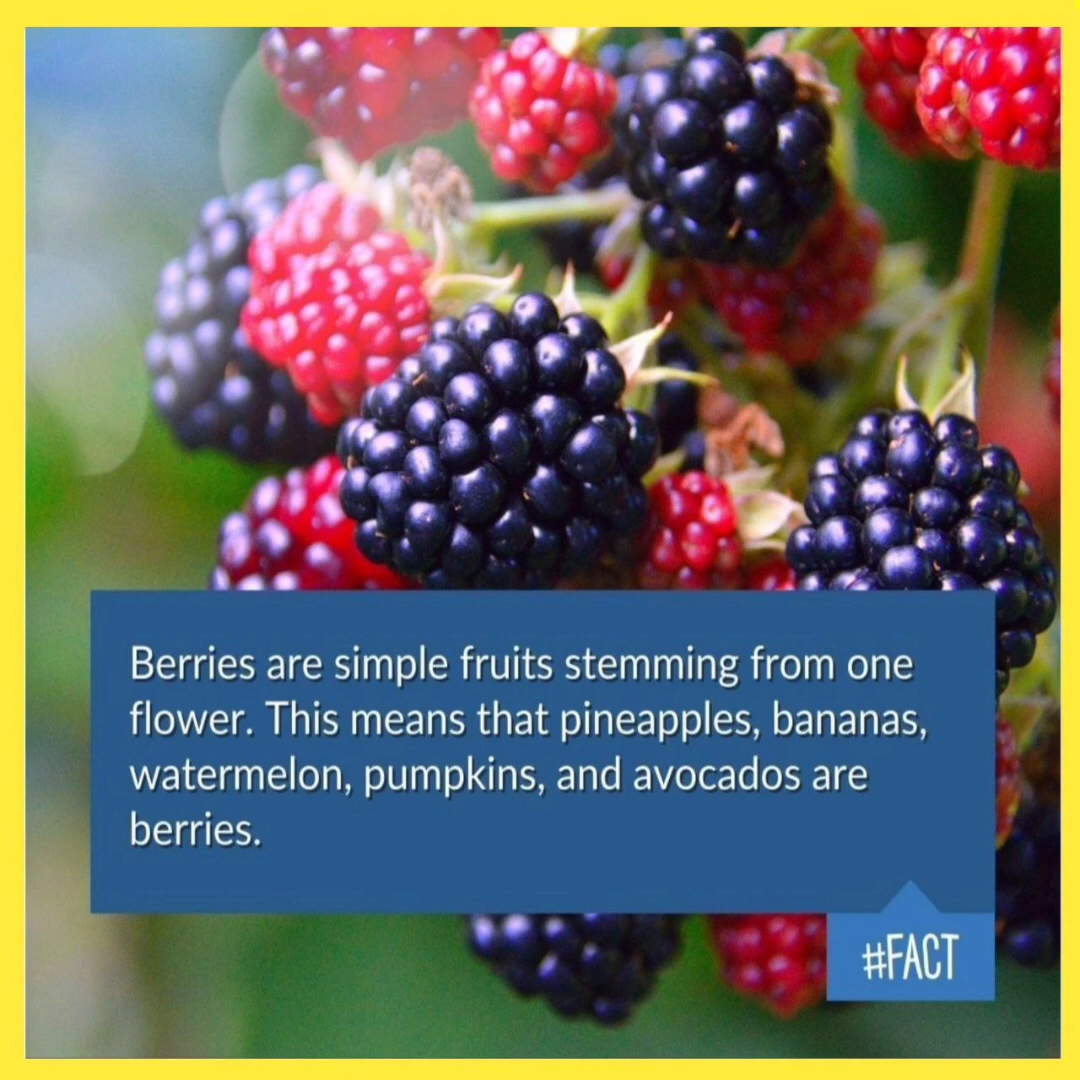 Berries are simple fruits stemming from one
flower. This means that pineapples, bananas,
watermelon, pumpkins, and avocados are
berries.
#FACT